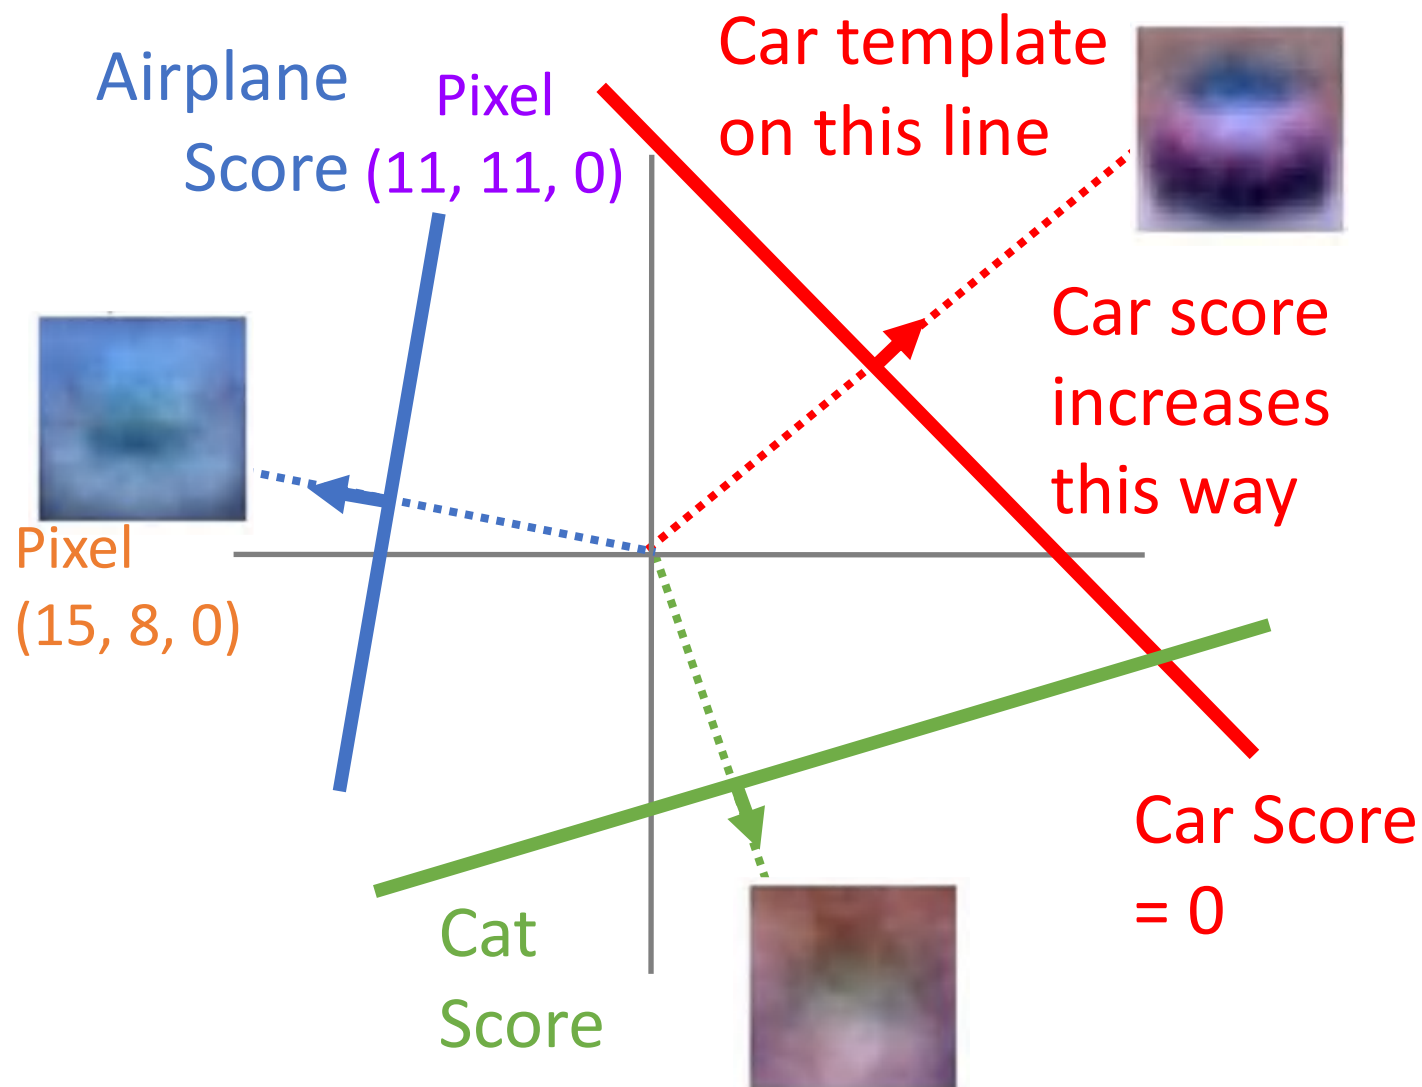 Airplane
Score
Pixel
(11, 11, 0)
Car template
on this line
Car score
increases
this way
Pixel
(15, 8, 0)
Car Score
= 0
Cat
Score